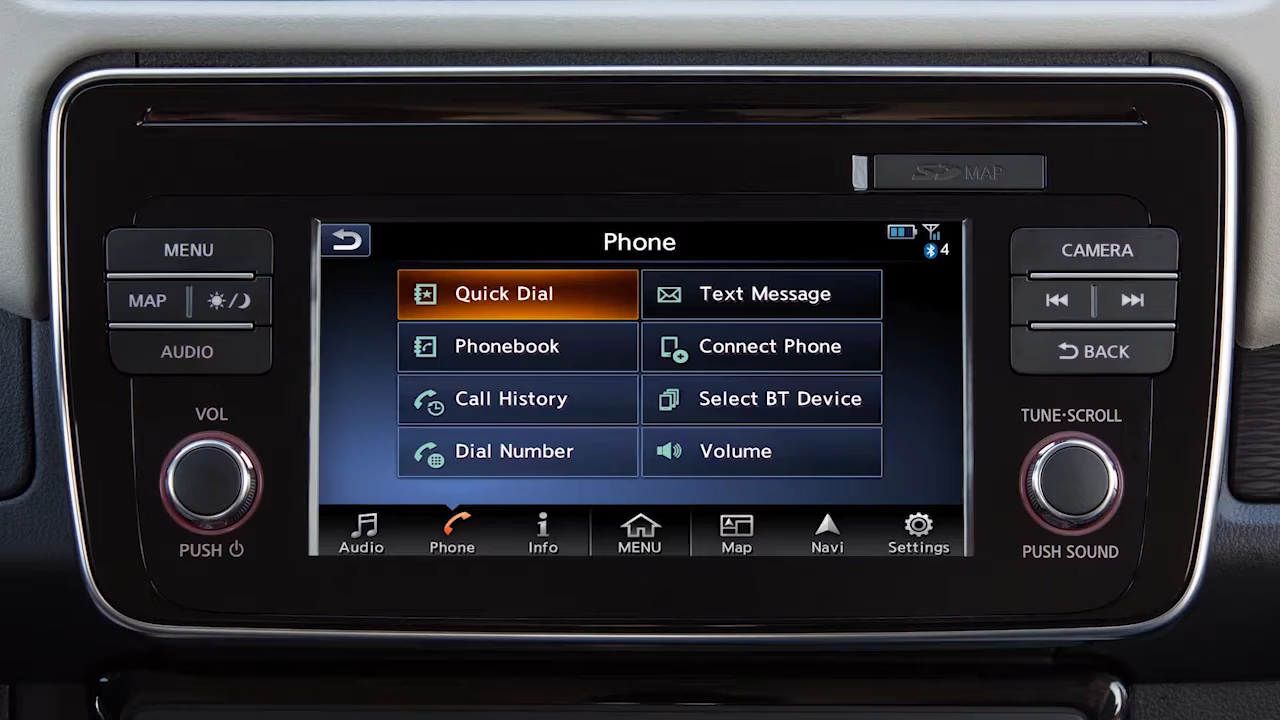 SD MAP
MENU
MAP
AUDIO
VOL
PUSH
Phone
4
Quick Dial
Text Message
Phonebook
Connect Phone
Call History
Select BT Device
Dial Number
Volume
Audio
Phone
Info
MENU
Map
Navi
Settings
CAMERA
BACK
TUNE·SCROLL
PUSH SOUND